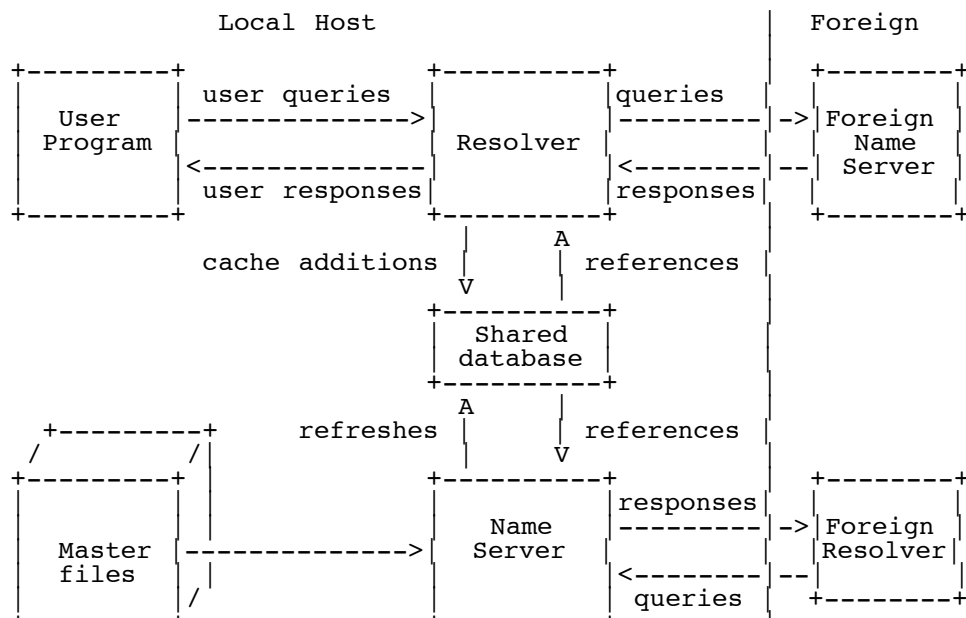 Local Host | Foreign
+---------+ +----------+ | +--------+
| | user queries | |queries | | |
| User |-------------->| |---------|->|Foreign |
| Program | | Resolver | | | Name |
| |<--------------| |<--------|--| Server |
| | user responses| |responses| | |
+---------+ +----------+ | +--------+
| A |
cache additions | | references |
V | |
+----------+ |
| Shared | |
| database | |
+----------+ |
A | |
+---------+ refreshes | | references |
/ /| | V |
+---------+ | +----------+ | +--------+
| | | | |responses| | |
| | | | Name |---------|->|Foreign |
| Master |-------------->| Server | | |Resolver|
| files | | | |<--------|--| |
| |/ | | queries | +--------+